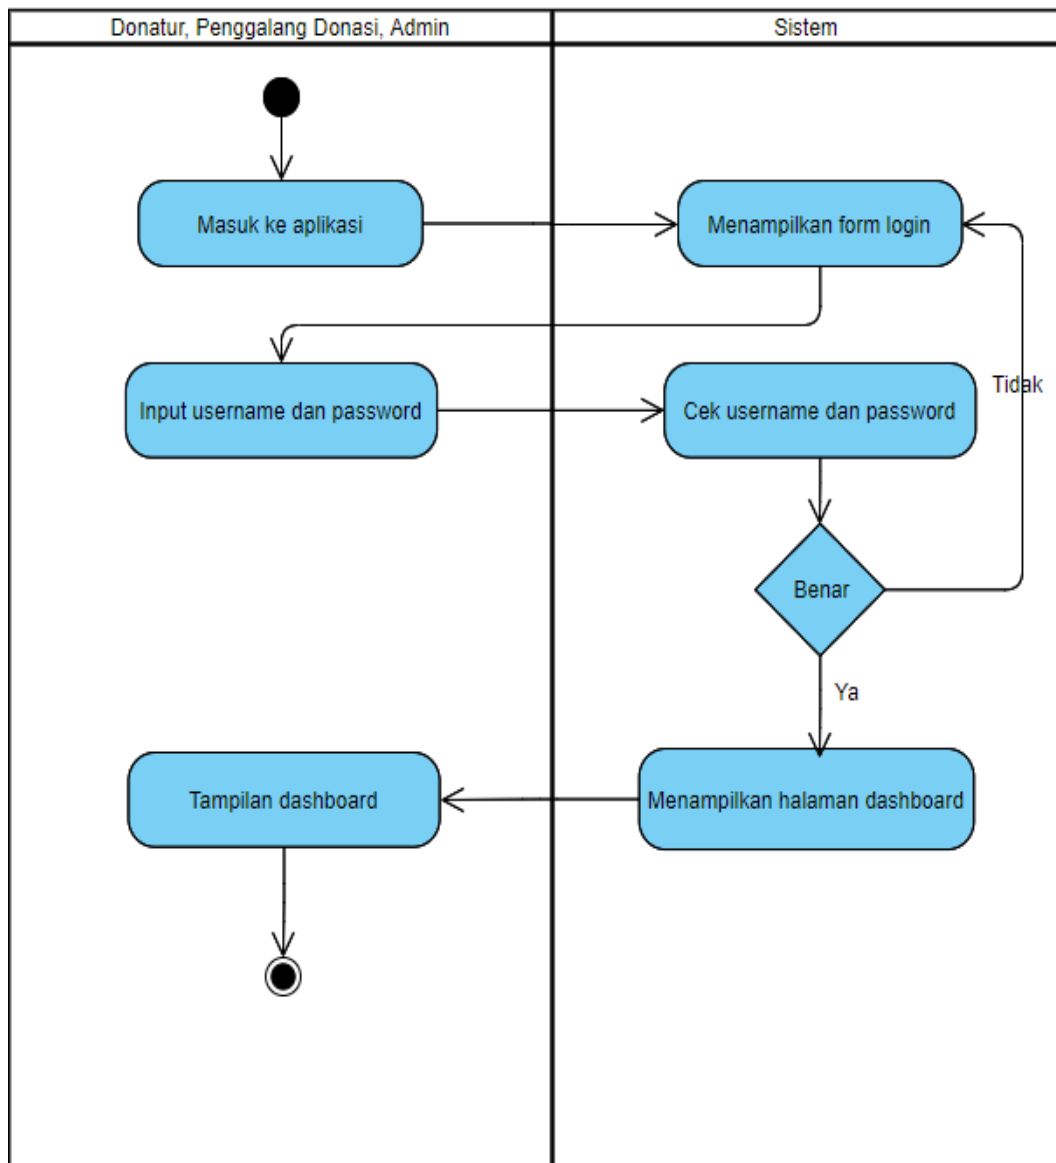 Donatur, Penggalang Donasi, Admin
Sistem
Masuk ke aplikasi
Menampilkan form login
Input username dan password
Cek username dan password
Tidak
Benar
Ya
Tampilan dashboard
Menampilkan halaman dashboard